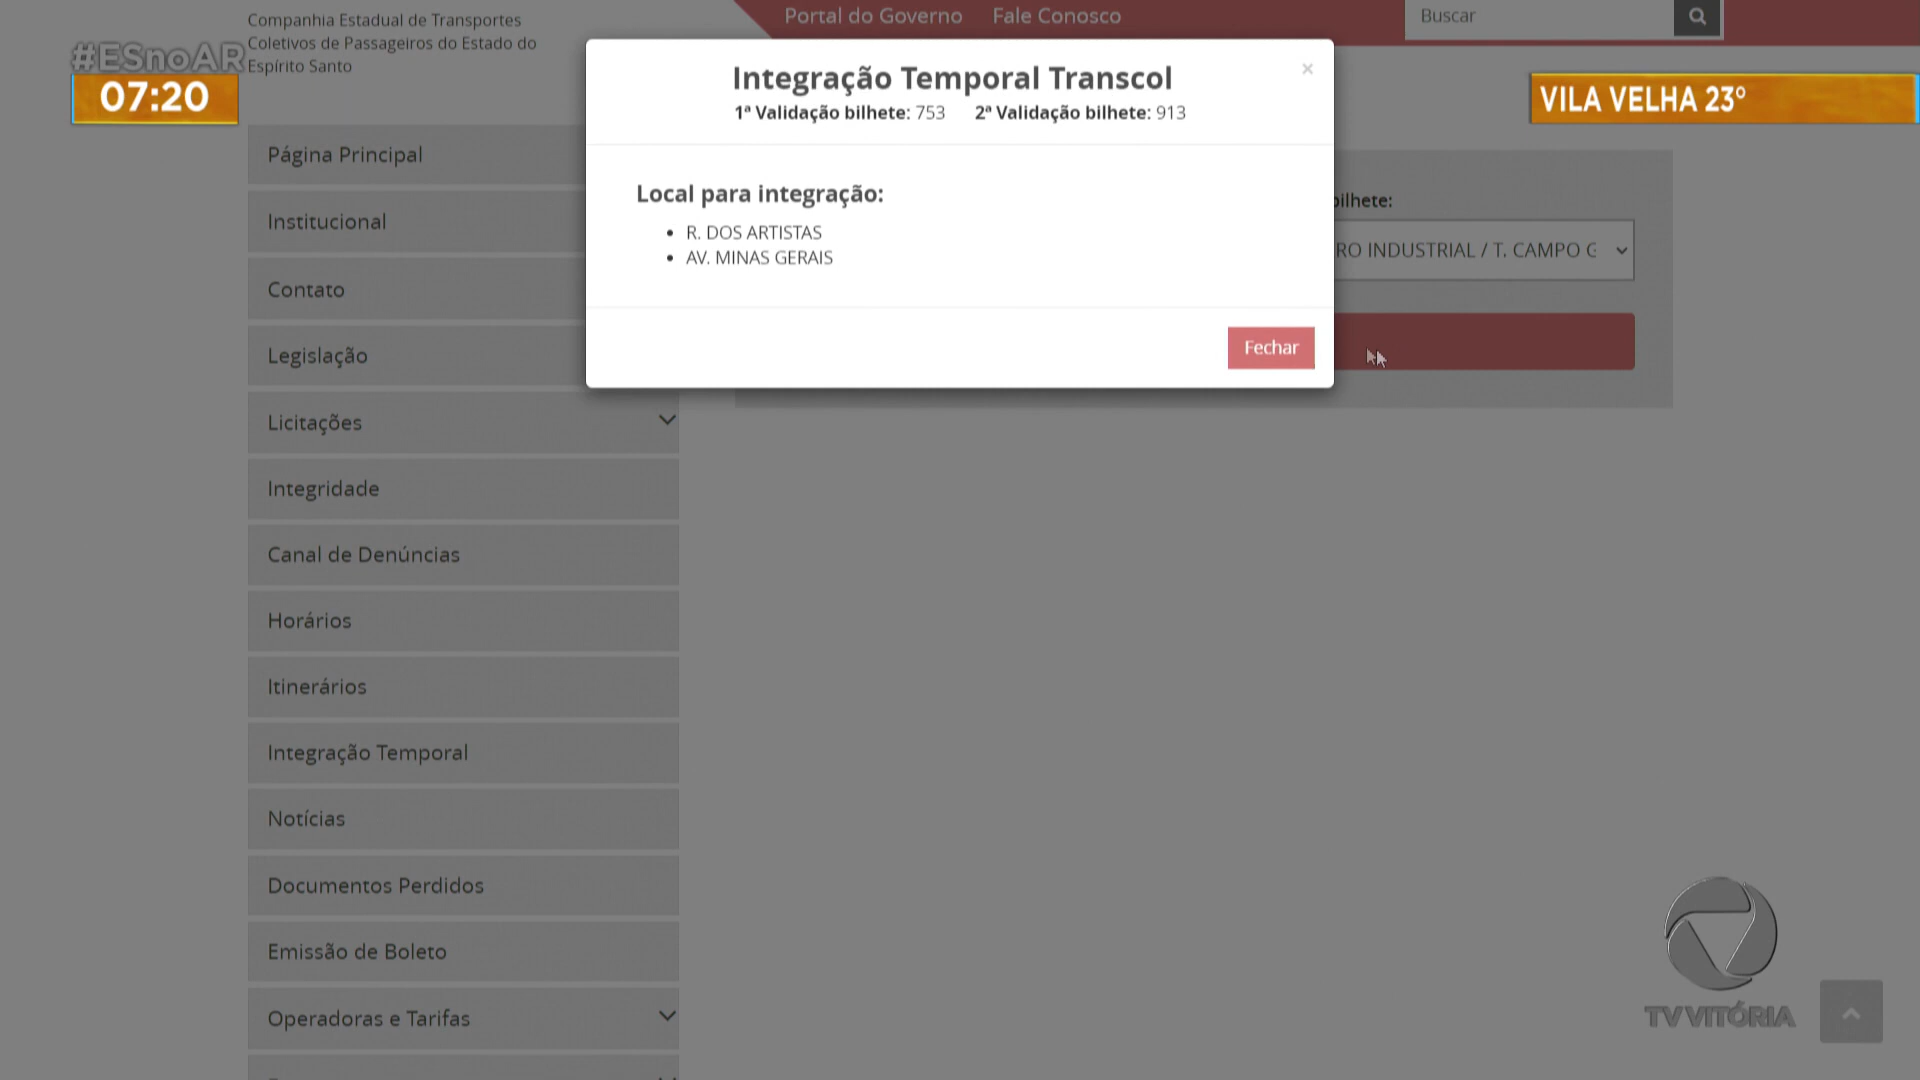 Companhia Estadual de Transportes
Coletivos de Passageiros do Estado do
Espírito Santo
Portal do Governo
Fale Conosco
Buscar
#ESnoAR
07:20
VILA VELHA 23°
Integração Temporal Transcol
×
1ª Validação bilhete: 753 2ª Validação bilhete: 913
Local para integração:
• R. DOS ARTISTAS
• AV. MINAS GERAIS
Fechar
bilhete:
RO INDUSTRIAL / T. CAMPO G
Página Principal
Institucional
Contato
Legislação
Licitações
Integridade
Canal de Denúncias
Horários
Itinerários
Integração Temporal
Notícias
Documentos Perdidos
Emissão de Boleto
Operadoras e Tarifas
TV VITÓRIA